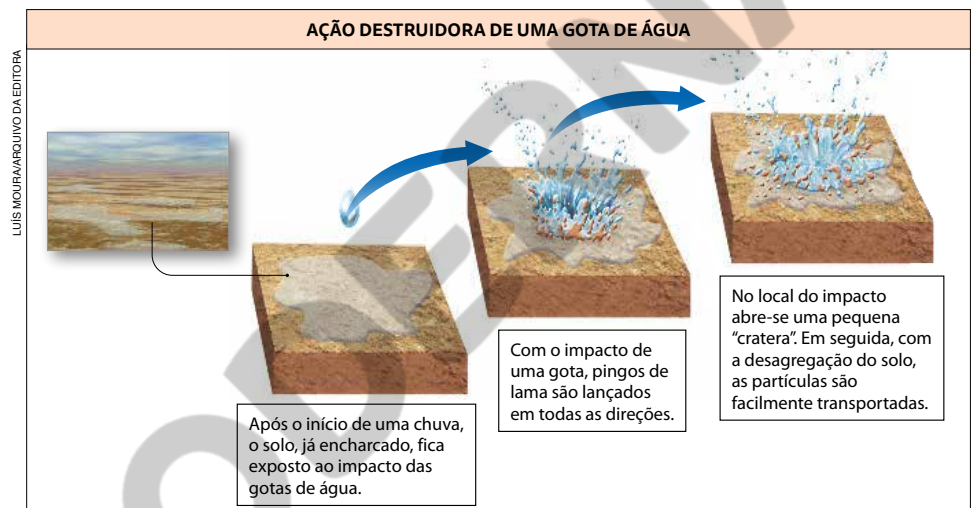 AÇÃO DESTRUIDORA DE UMA GOTA DE ÁGUA
LUÍS MOURA/ARQUIVO DA EDITORA
Após o início de uma chuva,
o solo, já encharcado, fica
exposto ao impacto das
gotas de água.
Com o impacto de
uma gota, pingos de
lama são lançados
em todas as direções.
No local do impacto
abre-se uma pequena
“cratera”. Em seguida, com
a desagregação do solo,
as partículas são
facilmente transportadas.